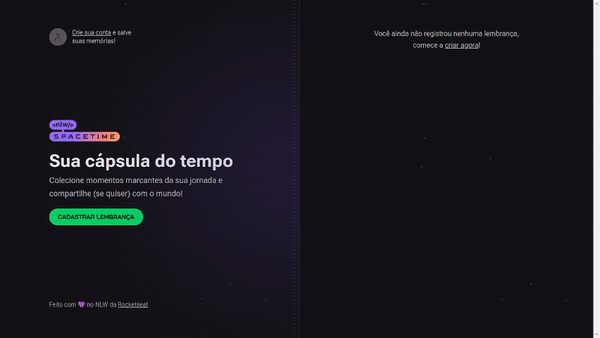 Crie sua conta e salve
suas memórias!
<nlw/>
SPACETIME
Sua cápsula do tempo
Colecione momentos marcantes da sua jornada e
compartilhe (se quiser) com o mundo!
CADASTRAR LEMBRANÇA
Feito com 💜 no NLW da Rocketseat
Você ainda não registrou nenhuma lembrança,
comece a criar agora!